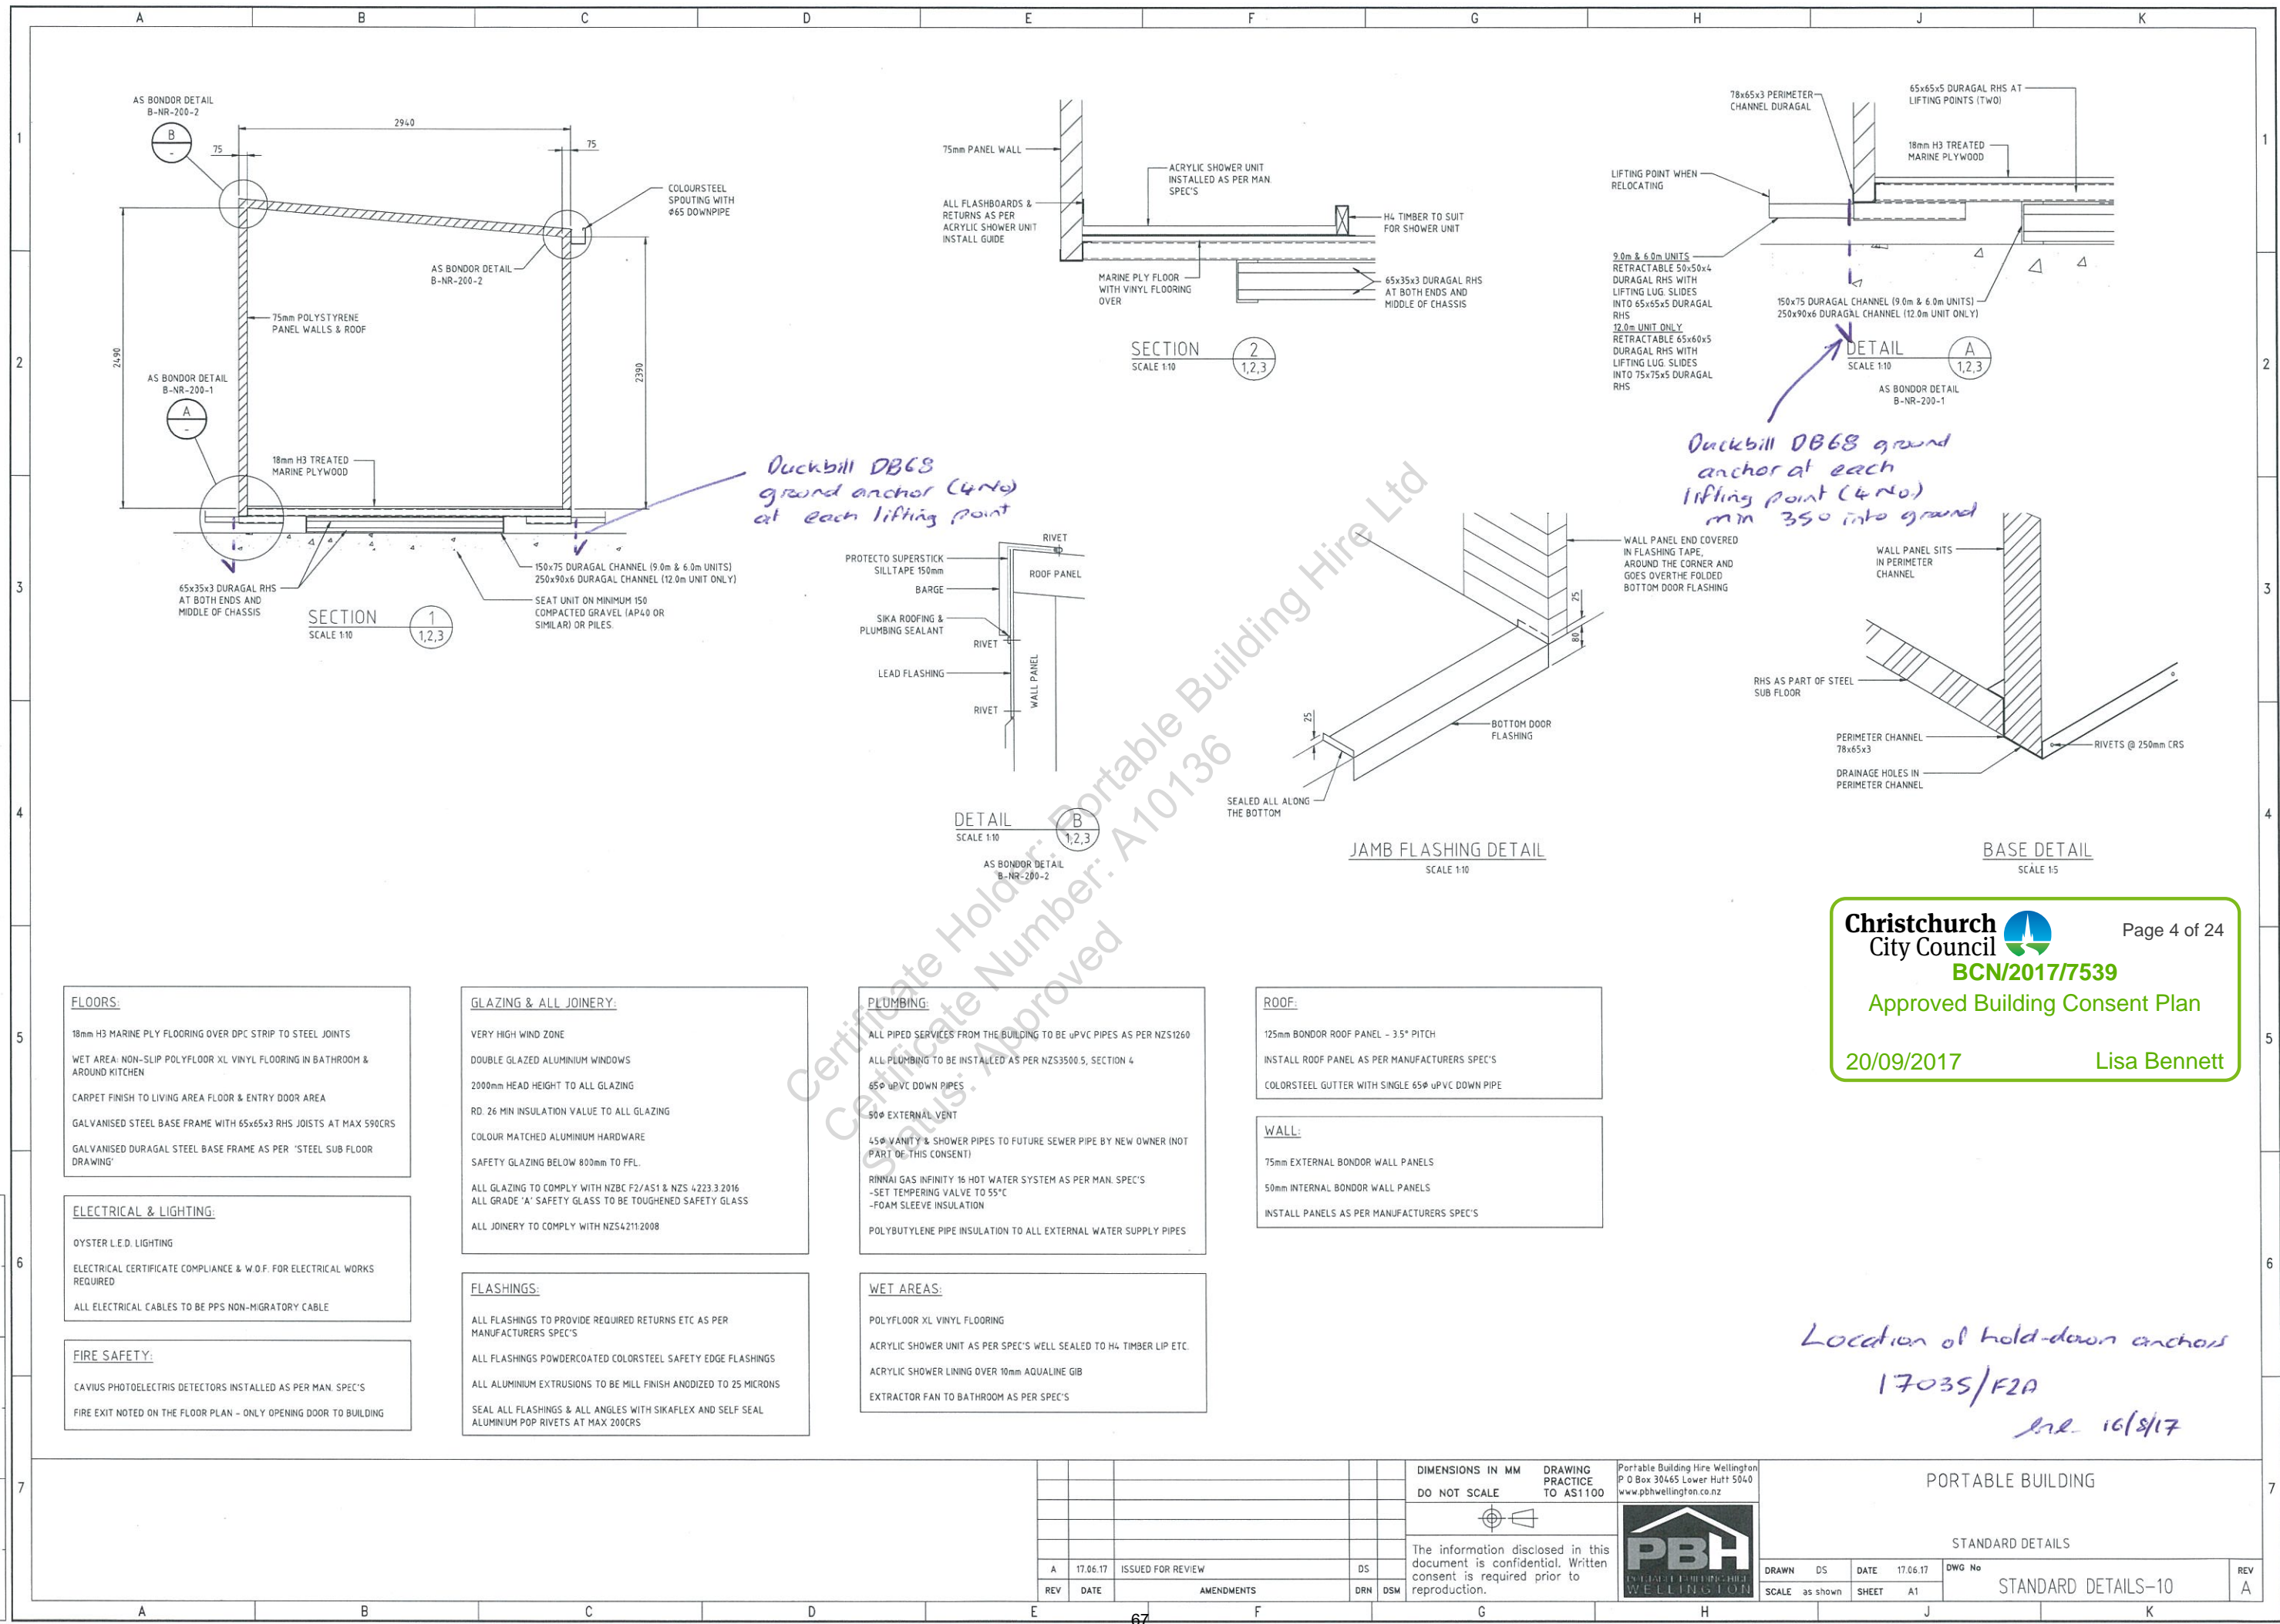 A B C D E F G H J K
1
2
3
4
5
6
7
AS BONDOR DETAIL
B-NR-200-2
B
-
2940
75
75
COLOURSTEEL
SPOUTING WITH
φ65 DOWNPIPE
AS BONDOR DETAIL
B-NR-200-2
75mm POLYSTYRENE
PANEL WALLS & ROOF
2490
2390
AS BONDOR DETAIL
B-NR-200-1
A
-
18mm H3 TREATED
MARINE PLYWOOD
65x35x3 DURAGAL RHS
AT BOTH ENDS AND
MIDDLE OF CHASSIS
150x75 DURAGAL CHANNEL (9.0m & 6.0m UNITS)
250x90x6 DURAGAL CHANNEL (12.0m UNIT ONLY)
SEAT UNIT ON MINIMUM 150
COMPACTED GRAVEL (AP40 OR
SIMILAR) OR PILES.
SECTION 1
SCALE 1:10 1,2,3
Duckbill DB68
ground anchor (4No)
at each lifting point
75mm PANEL WALL
ACRYLIC SHOWER UNIT
INSTALLED AS PER MAN.
SPEC'S
ALL FLASHBOARDS &
RETURNS AS PER
ACRYLIC SHOWER UNIT
INSTALL GUIDE
H4 TIMBER TO SUIT
FOR SHOWER UNIT
MARINE PLY FLOOR
WITH VINYL FLOORING
OVER
65x35x3 DURAGAL RHS
AT BOTH ENDS AND
MIDDLE OF CHASSIS
SECTION 2
SCALE 1:10 1,2,3
78x65x3 PERIMETER
CHANNEL DURAGAL
65x65x5 DURAGAL RHS AT
LIFTING POINTS (TWO)
18mm H3 TREATED
MARINE PLYWOOD
LIFTING POINT WHEN
RELOCATING
9.0m & 6.0m UNITS
RETRACTABLE 50x50x4
DURAGAL RHS WITH
LIFTING LUG. SLIDES
INTO 65x65x5 DURAGAL
RHS
12.0m UNIT ONLY
RETRACTABLE 65x60x5
DURAGAL RHS WITH
LIFTING LUG. SLIDES
INTO 75x75x5 DURAGAL
RHS
150x75 DURAGAL CHANNEL (9.0m & 6.0m UNITS)
250x90x6 DURAGAL CHANNEL (12.0m UNIT ONLY)
DETAIL A
SCALE 1:10 1,2,3
AS BONDOR DETAIL
B-NR-200-1
Duckbill DB68 ground
anchor at each
lifting point (4 No.)
min 350 into ground
PROTECTO SUPERSTICK
SILLTAPE 150mm
BARGE
SIKA ROOFING &
PLUMBING SEALANT
RIVET
LEAD FLASHING
RIVET
RIVET
ROOF PANEL
WALL PANEL
DETAIL B
SCALE 1:10 1,2,3
AS BONDOR DETAIL
B-NR-200-2
WALL PANEL END COVERED
IN FLASHING TAPE,
AROUND THE CORNER AND
GOES OVERTHE FOLDED
BOTTOM DOOR FLASHING
25
80
25
BOTTOM DOOR
FLASHING
SEALED ALL ALONG
THE BOTTOM
JAMB FLASHING DETAIL
SCALE 1:10
WALL PANEL SITS
IN PERIMETER
CHANNEL
RHS AS PART OF STEEL
SUB FLOOR
PERIMETER CHANNEL
78x65x3
DRAINAGE HOLES IN
PERIMETER CHANNEL
RIVETS @ 250mm CRS
BASE DETAIL
SCALE 1:5
Certificate Holder: Portable Building Hire Ltd
Certificate Number: A10136
Status: Approved
Christchurch
City Council
Page 4 of 24
BCN/2017/7539
Approved Building Consent Plan
20/09/2017 Lisa Bennett
FLOORS:
18mm H3 MARINE PLY FLOORING OVER DPC STRIP TO STEEL JOINTS
WET AREA: NON-SLIP POLYFLOOR XL VINYL FLOORING IN BATHROOM &
AROUND KITCHEN
CARPET FINISH TO LIVING AREA FLOOR & ENTRY DOOR AREA
GALVANISED STEEL BASE FRAME WITH 65x65x3 RHS JOISTS AT MAX 590CRS
GALVANISED DURAGAL STEEL BASE FRAME AS PER 'STEEL SUB FLOOR
DRAWING'
ELECTRICAL & LIGHTING:
OYSTER L.E.D. LIGHTING
ELECTRICAL CERTIFICATE COMPLIANCE & W.O.F. FOR ELECTRICAL WORKS
REQUIRED
ALL ELECTRICAL CABLES TO BE PPS NON-MIGRATORY CABLE
FIRE SAFETY:
CAVIUS PHOTOELECTRIS DETECTORS INSTALLED AS PER MAN. SPEC'S
FIRE EXIT NOTED ON THE FLOOR PLAN - ONLY OPENING DOOR TO BUILDING
GLAZING & ALL JOINERY:
VERY HIGH WIND ZONE
DOUBLE GLAZED ALUMINIUM WINDOWS
2000mm HEAD HEIGHT TO ALL GLAZING
RD. 26 MIN INSULATION VALUE TO ALL GLAZING
COLOUR MATCHED ALUMINIUM HARDWARE
SAFETY GLAZING BELOW 800mm TO FFL.
ALL GLAZING TO COMPLY WITH NZBC F2/AS1 & NZS 4223.3.2016
ALL GRADE 'A' SAFETY GLASS TO BE TOUGHENED SAFETY GLASS
ALL JOINERY TO COMPLY WITH NZS4211:2008
FLASHINGS:
ALL FLASHINGS TO PROVIDE REQUIRED RETURNS ETC AS PER
MANUFACTURERS SPEC'S
ALL FLASHINGS POWDERCOATED COLORSTEEL SAFETY EDGE FLASHINGS
ALL ALUMINIUM EXTRUSIONS TO BE MILL FINISH ANODIZED TO 25 MICRONS
SEAL ALL FLASHINGS & ALL ANGLES WITH SIKAFLEX AND SELF SEAL
ALUMINIUM POP RIVETS AT MAX 200CRS
PLUMBING:
ALL PIPED SERVICES FROM THE BUILDING TO BE uPVC PIPES AS PER NZS1260
ALL PLUMBING TO BE INSTALLED AS PER NZS3500.5, SECTION 4
65φ uPVC DOWN PIPES
50φ EXTERNAL VENT
45φ VANITY & SHOWER PIPES TO FUTURE SEWER PIPE BY NEW OWNER (NOT
PART OF THIS CONSENT)
RINNAI GAS INFINITY 16 HOT WATER SYSTEM AS PER MAN. SPEC'S
-SET TEMPERING VALVE TO 55°C
-FOAM SLEEVE INSULATION
POLYBUTYLENE PIPE INSULATION TO ALL EXTERNAL WATER SUPPLY PIPES
WET AREAS:
POLYFLOOR XL VINYL FLOORING
ACRYLIC SHOWER UNIT AS PER SPEC'S WELL SEALED TO H4 TIMBER LIP ETC.
ACRYLIC SHOWER LINING OVER 10mm AQUALINE GIB
EXTRACTOR FAN TO BATHROOM AS PER SPEC'S
ROOF:
125mm BONDOR ROOF PANEL - 3.5° PITCH
INSTALL ROOF PANEL AS PER MANUFACTURERS SPEC'S
COLORSTEEL GUTTER WITH SINGLE 65φ uPVC DOWN PIPE
WALL:
75mm EXTERNAL BONDOR WALL PANELS
50mm INTERNAL BONDOR WALL PANELS
INSTALL PANELS AS PER MANUFACTURERS SPEC'S
Location of hold-down anchors
17035/F2A
16/8/17
A 17.06.17 ISSUED FOR REVIEW DS
REV DATE AMENDMENTS DRN DSM
DIMENSIONS IN MM
DO NOT SCALE
DRAWING
PRACTICE
TO AS1100
The information disclosed in this
document is confidential. Written
consent is required prior to
reproduction.
Portable Building Hire Wellington
P O Box 30465 Lower Hutt 5040
www.pbhwellington.co.nz
PBH
PORTABLE BUILDING HIRE
WELLINGTON
PORTABLE BUILDING
STANDARD DETAILS
DRAWN DS DATE 17.06.17
SCALE as shown SHEET A1
DWG No
STANDARD DETAILS-10
REV
A
A B C D E F G H J K
67